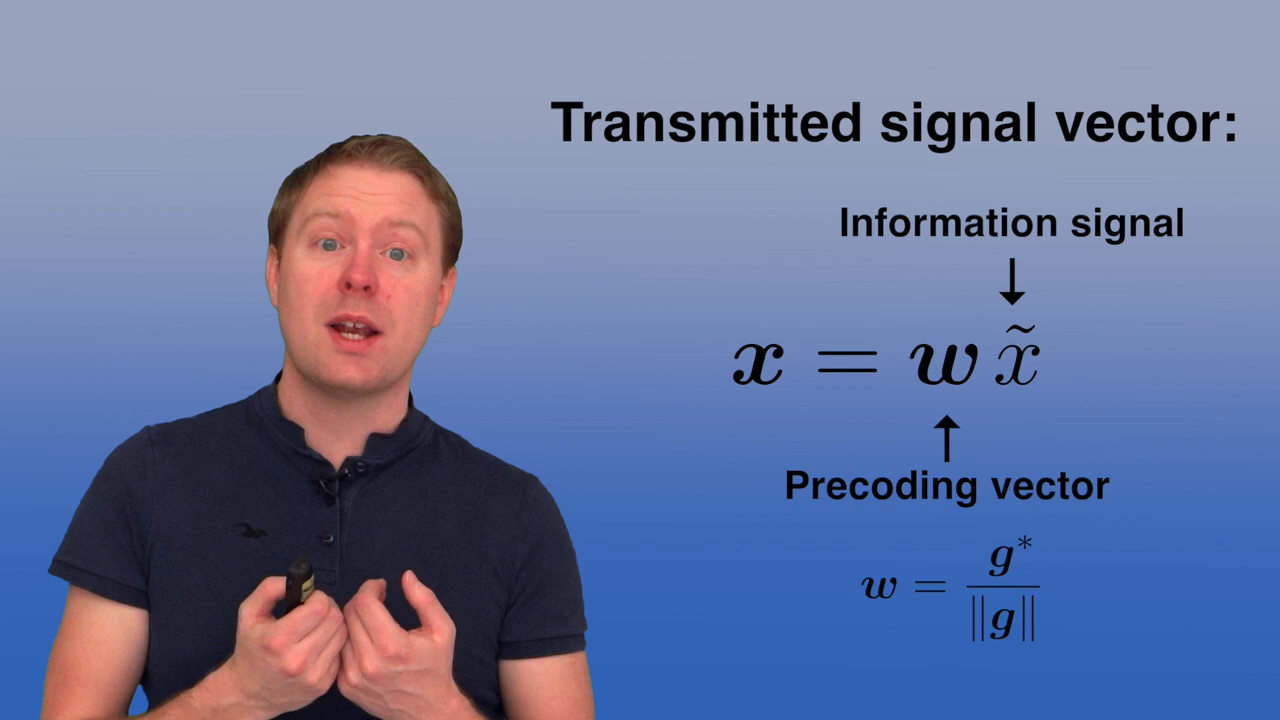 Transmitted signal vector:
Information signal
↓
x = w x̃
↑
Precoding vector
w = g* / ‖g‖